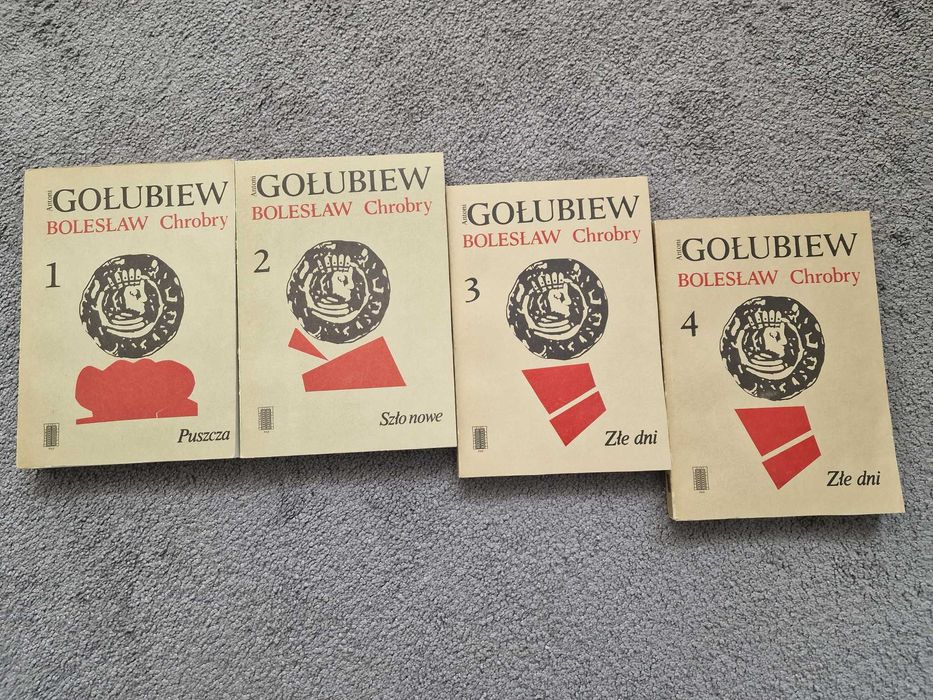 Antoni
GOŁUBIEW
BOLESŁAW Chrobry
1
Puszcza
Antoni
GOŁUBIEW
BOLESŁAW Chrobry
2
Szło nowe
Antoni
GOŁUBIEW
BOLESŁAW Chrobry
3
Złe dni
Antoni
GOŁUBIEW
BOLESŁAW Chrobry
4
Złe dni